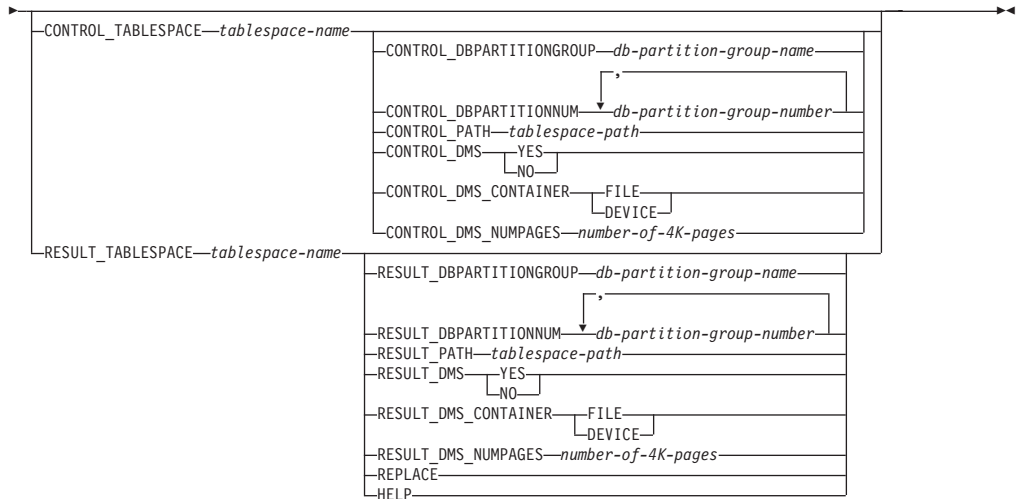 CONTROL_TABLESPACE tablespace-name
CONTROL_DBPARTITIONGROUP db-partition-group-name
,
CONTROL_DBPARTITIONNUM db-partition-group-number
CONTROL_PATH tablespace-path
CONTROL_DMS YES
NO
CONTROL_DMS_CONTAINER FILE
DEVICE
CONTROL_DMS_NUMPAGES number-of-4K-pages
RESULT_TABLESPACE tablespace-name
RESULT_DBPARTITIONGROUP db-partition-group-name
,
RESULT_DBPARTITIONNUM db-partition-group-number
RESULT_PATH tablespace-path
RESULT_DMS YES
NO
RESULT_DMS_CONTAINER FILE
DEVICE
RESULT_DMS_NUMPAGES number-of-4K-pages
REPLACE
HELP